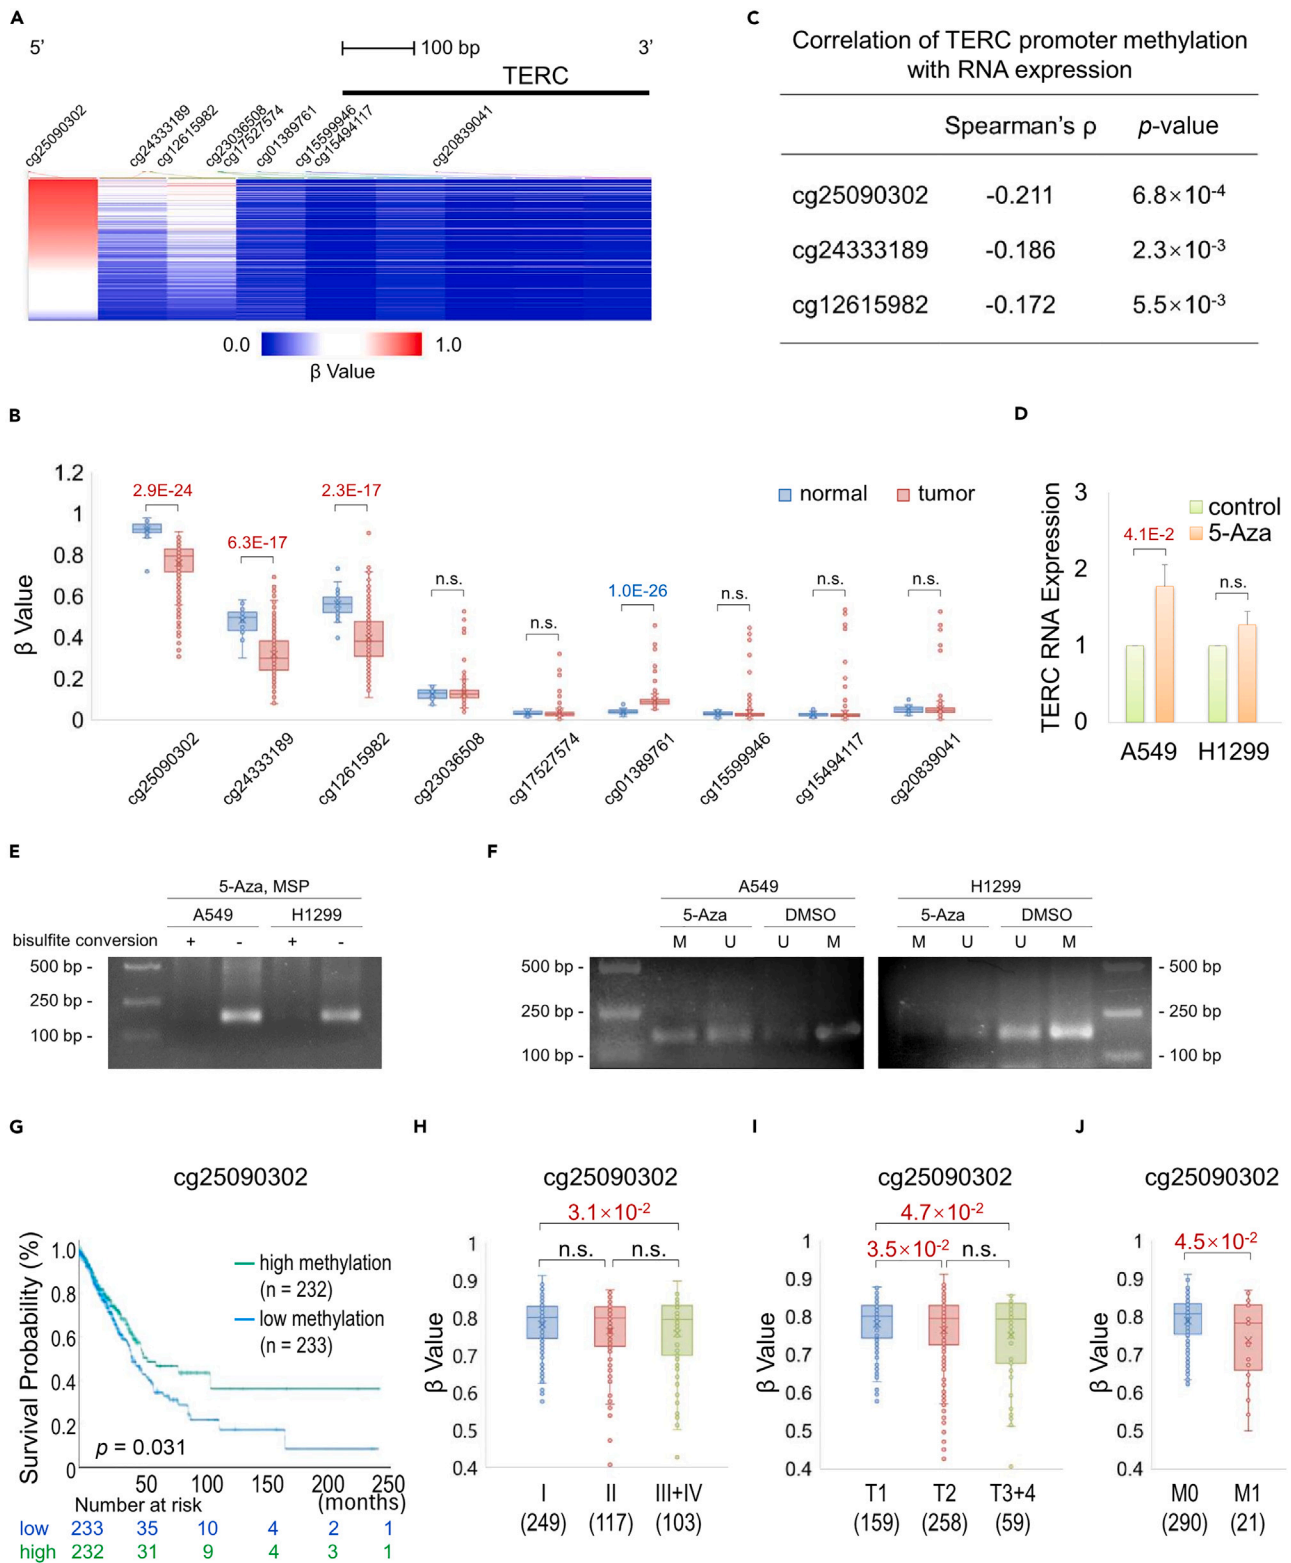 A
5’
100 bp
3’
TERC
cg25090302
cg24333189
cg12615982
cg23036508
cg17527574
cg01389761
cg15599946
cg15494117
cg20839041
0.0
1.0
β Value
C
Correlation of TERC promoter methylation
with RNA expression
Spearman’s ρ p-value
cg25090302 -0.211 6.8×10-4
cg24333189 -0.186 2.3×10-3
cg12615982 -0.172 5.5×10-3
B
β Value
1.2
1
0.8
0.6
0.4
0.2
0
2.9E-24
6.3E-17
2.3E-17
n.s.
n.s.
1.0E-26
n.s.
n.s.
n.s.
normal
tumor
cg25090302
cg24333189
cg12615982
cg23036508
cg17527574
cg01389761
cg15599946
cg15494117
cg20839041
D
TERC RNA Expression
3
2
1
0
control
5-Aza
4.1E-2
n.s.
A549 H1299
E
5-Aza, MSP
A549 H1299
bisulfite conversion + - + -
500 bp -
250 bp -
100 bp -
F
A549
5-Aza DMSO
M U U M
500 bp -
250 bp -
100 bp -
H1299
5-Aza DMSO
M U U M
- 500 bp
- 250 bp
- 100 bp
G
cg25090302
Survival Probability (%)
1.0
0.8
0.6
0.4
0.2
0
high methylation
(n = 232)
low methylation
(n = 233)
p = 0.031
50 100 150 200 250
Number at risk (months)
low 233 35 10 4 2 1
high 232 31 9 4 3 1
H
cg25090302
3.1×10-2
n.s. n.s.
β Value
1
0.9
0.8
0.7
0.6
0.5
0.4
I II III+IV
(249) (117) (103)
I
cg25090302
4.7×10-2
3.5×10-2 n.s.
β Value
1
0.9
0.8
0.7
0.6
0.5
0.4
T1 T2 T3+4
(159) (258) (59)
J
cg25090302
4.5×10-2
β Value
1
0.9
0.8
0.7
0.6
0.5
0.4
M0 M1
(290) (21)